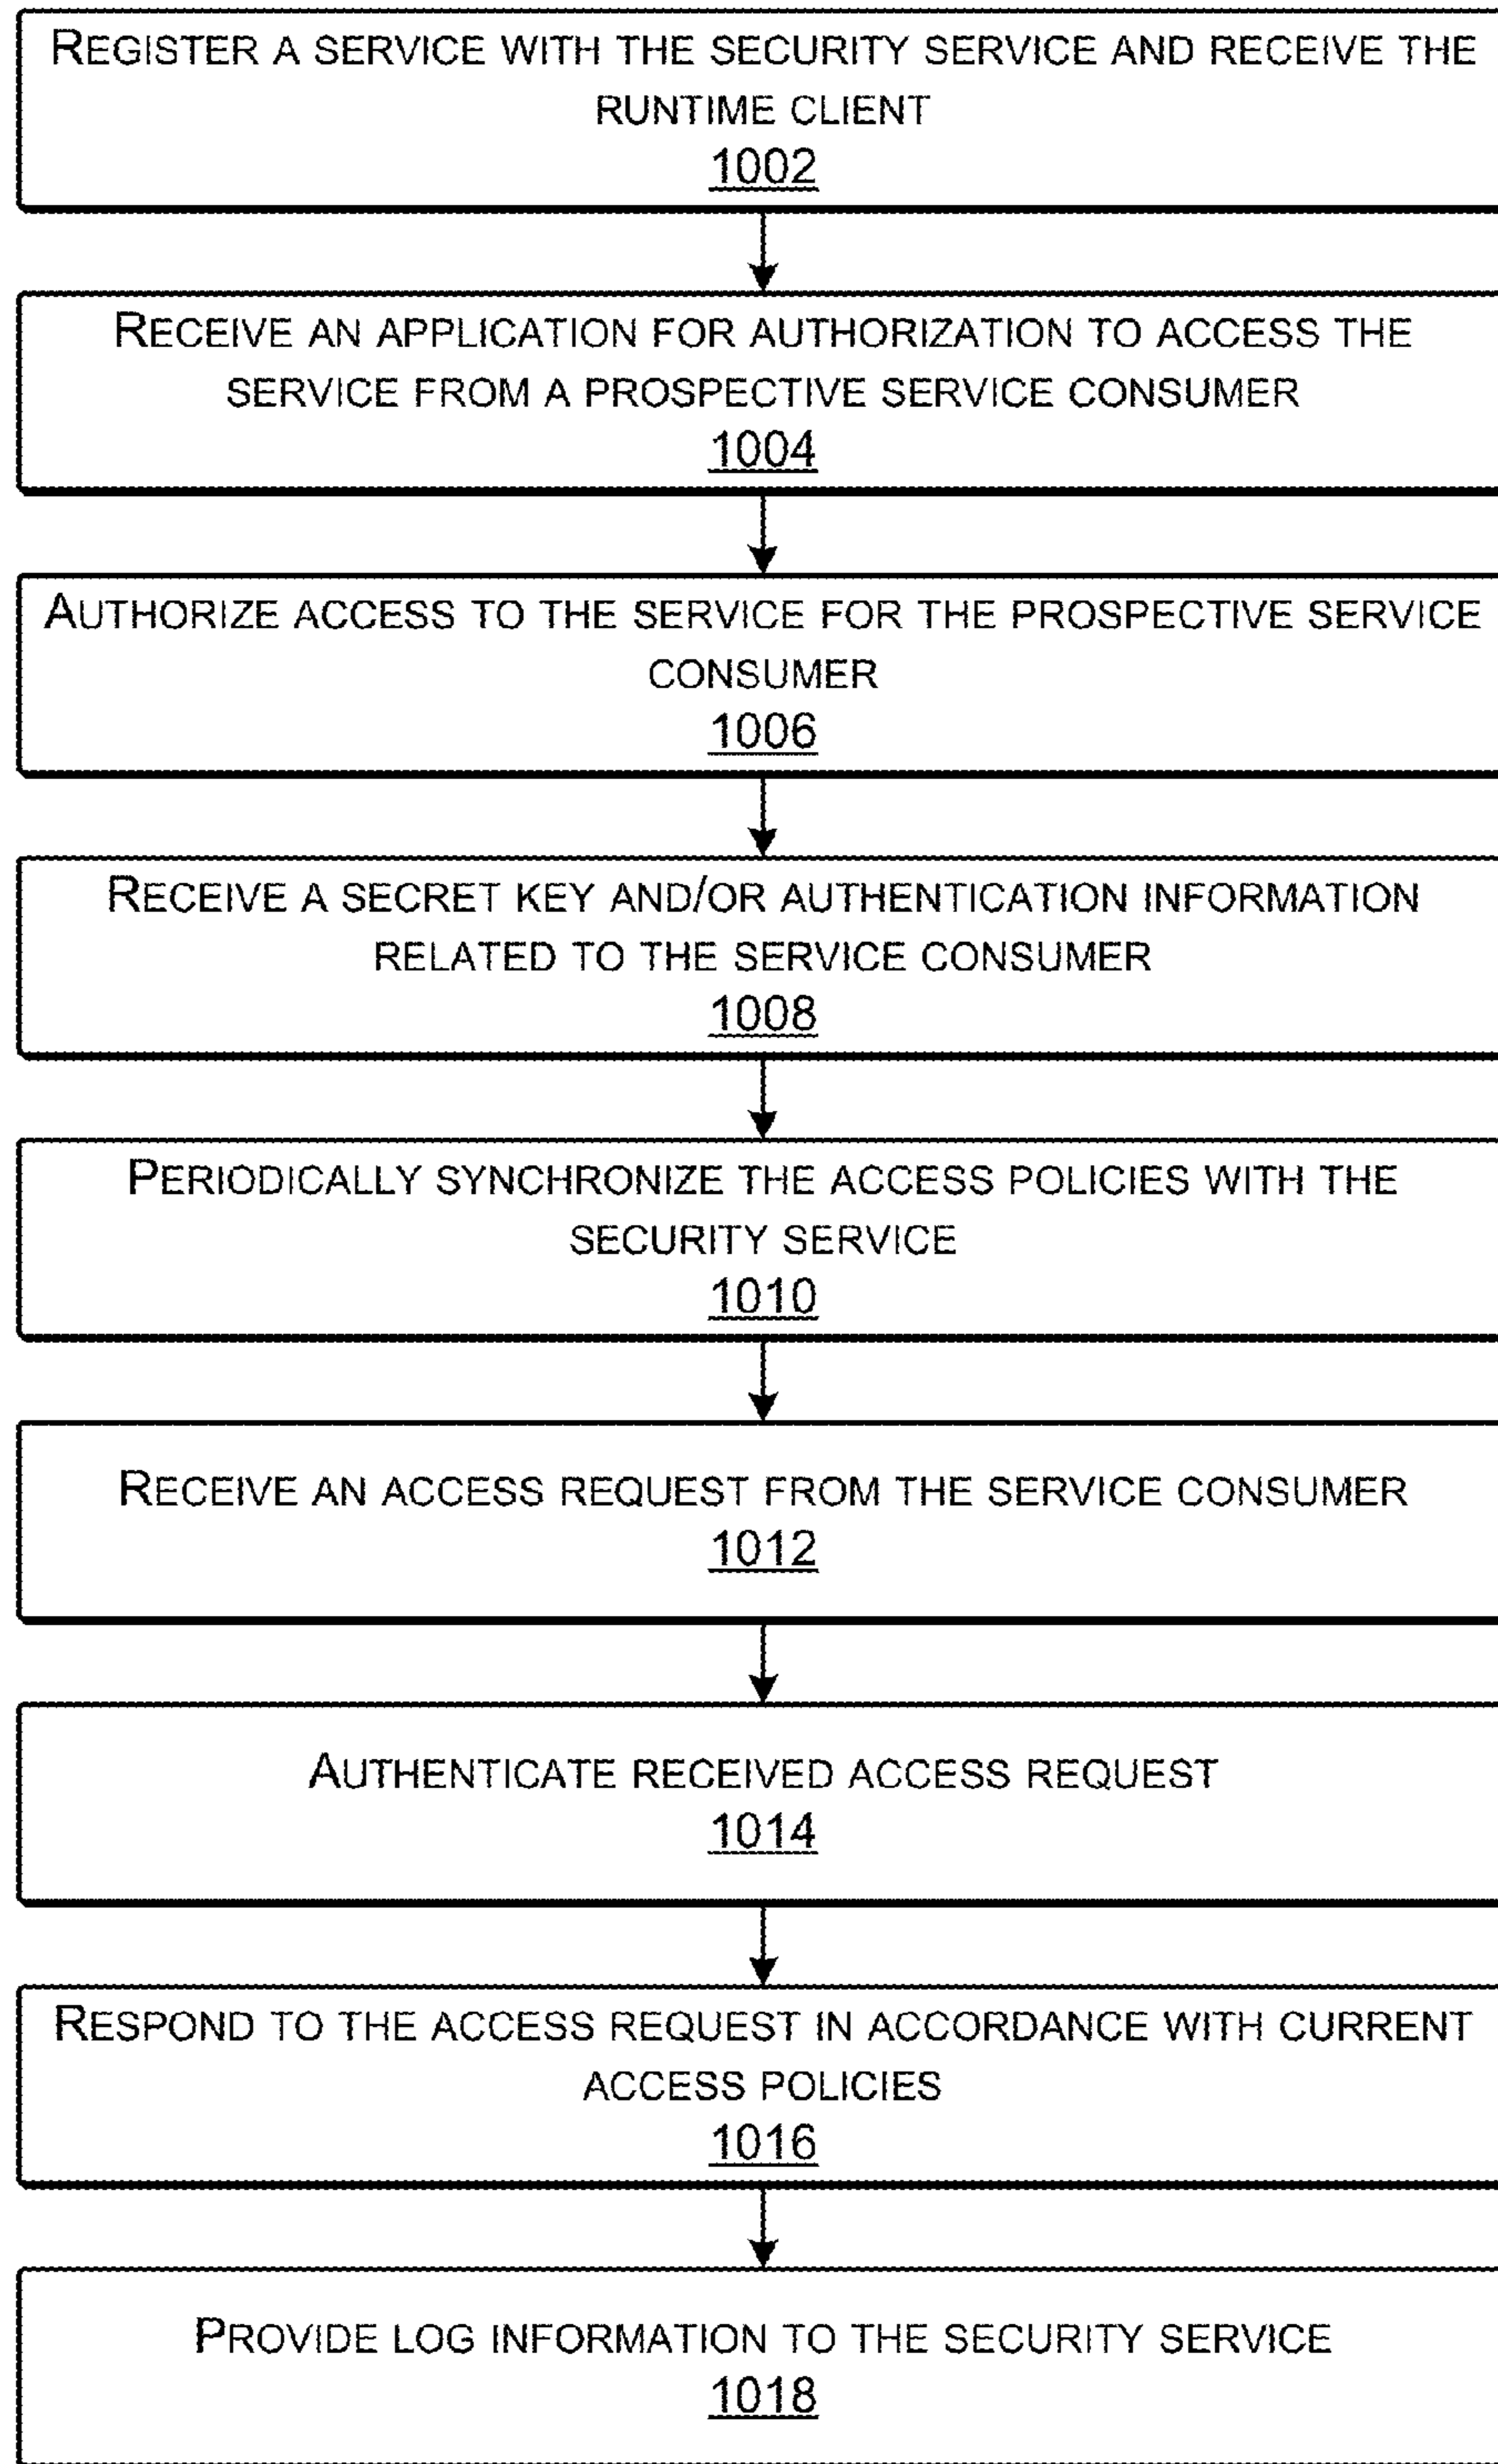 REGISTER A SERVICE WITH THE SECURITY SERVICE AND RECEIVE THE
RUNTIME CLIENT
1002
RECEIVE AN APPLICATION FOR AUTHORIZATION TO ACCESS THE
SERVICE FROM A PROSPECTIVE SERVICE CONSUMER
1004
AUTHORIZE ACCESS TO THE SERVICE FOR THE PROSPECTIVE SERVICE
CONSUMER
1006
RECEIVE A SECRET KEY AND/OR AUTHENTICATION INFORMATION
RELATED TO THE SERVICE CONSUMER
1008
PERIODICALLY SYNCHRONIZE THE ACCESS POLICIES WITH THE
SECURITY SERVICE
1010
RECEIVE AN ACCESS REQUEST FROM THE SERVICE CONSUMER
1012
AUTHENTICATE RECEIVED ACCESS REQUEST
1014
RESPOND TO THE ACCESS REQUEST IN ACCORDANCE WITH CURRENT
ACCESS POLICIES
1016
PROVIDE LOG INFORMATION TO THE SECURITY SERVICE
1018